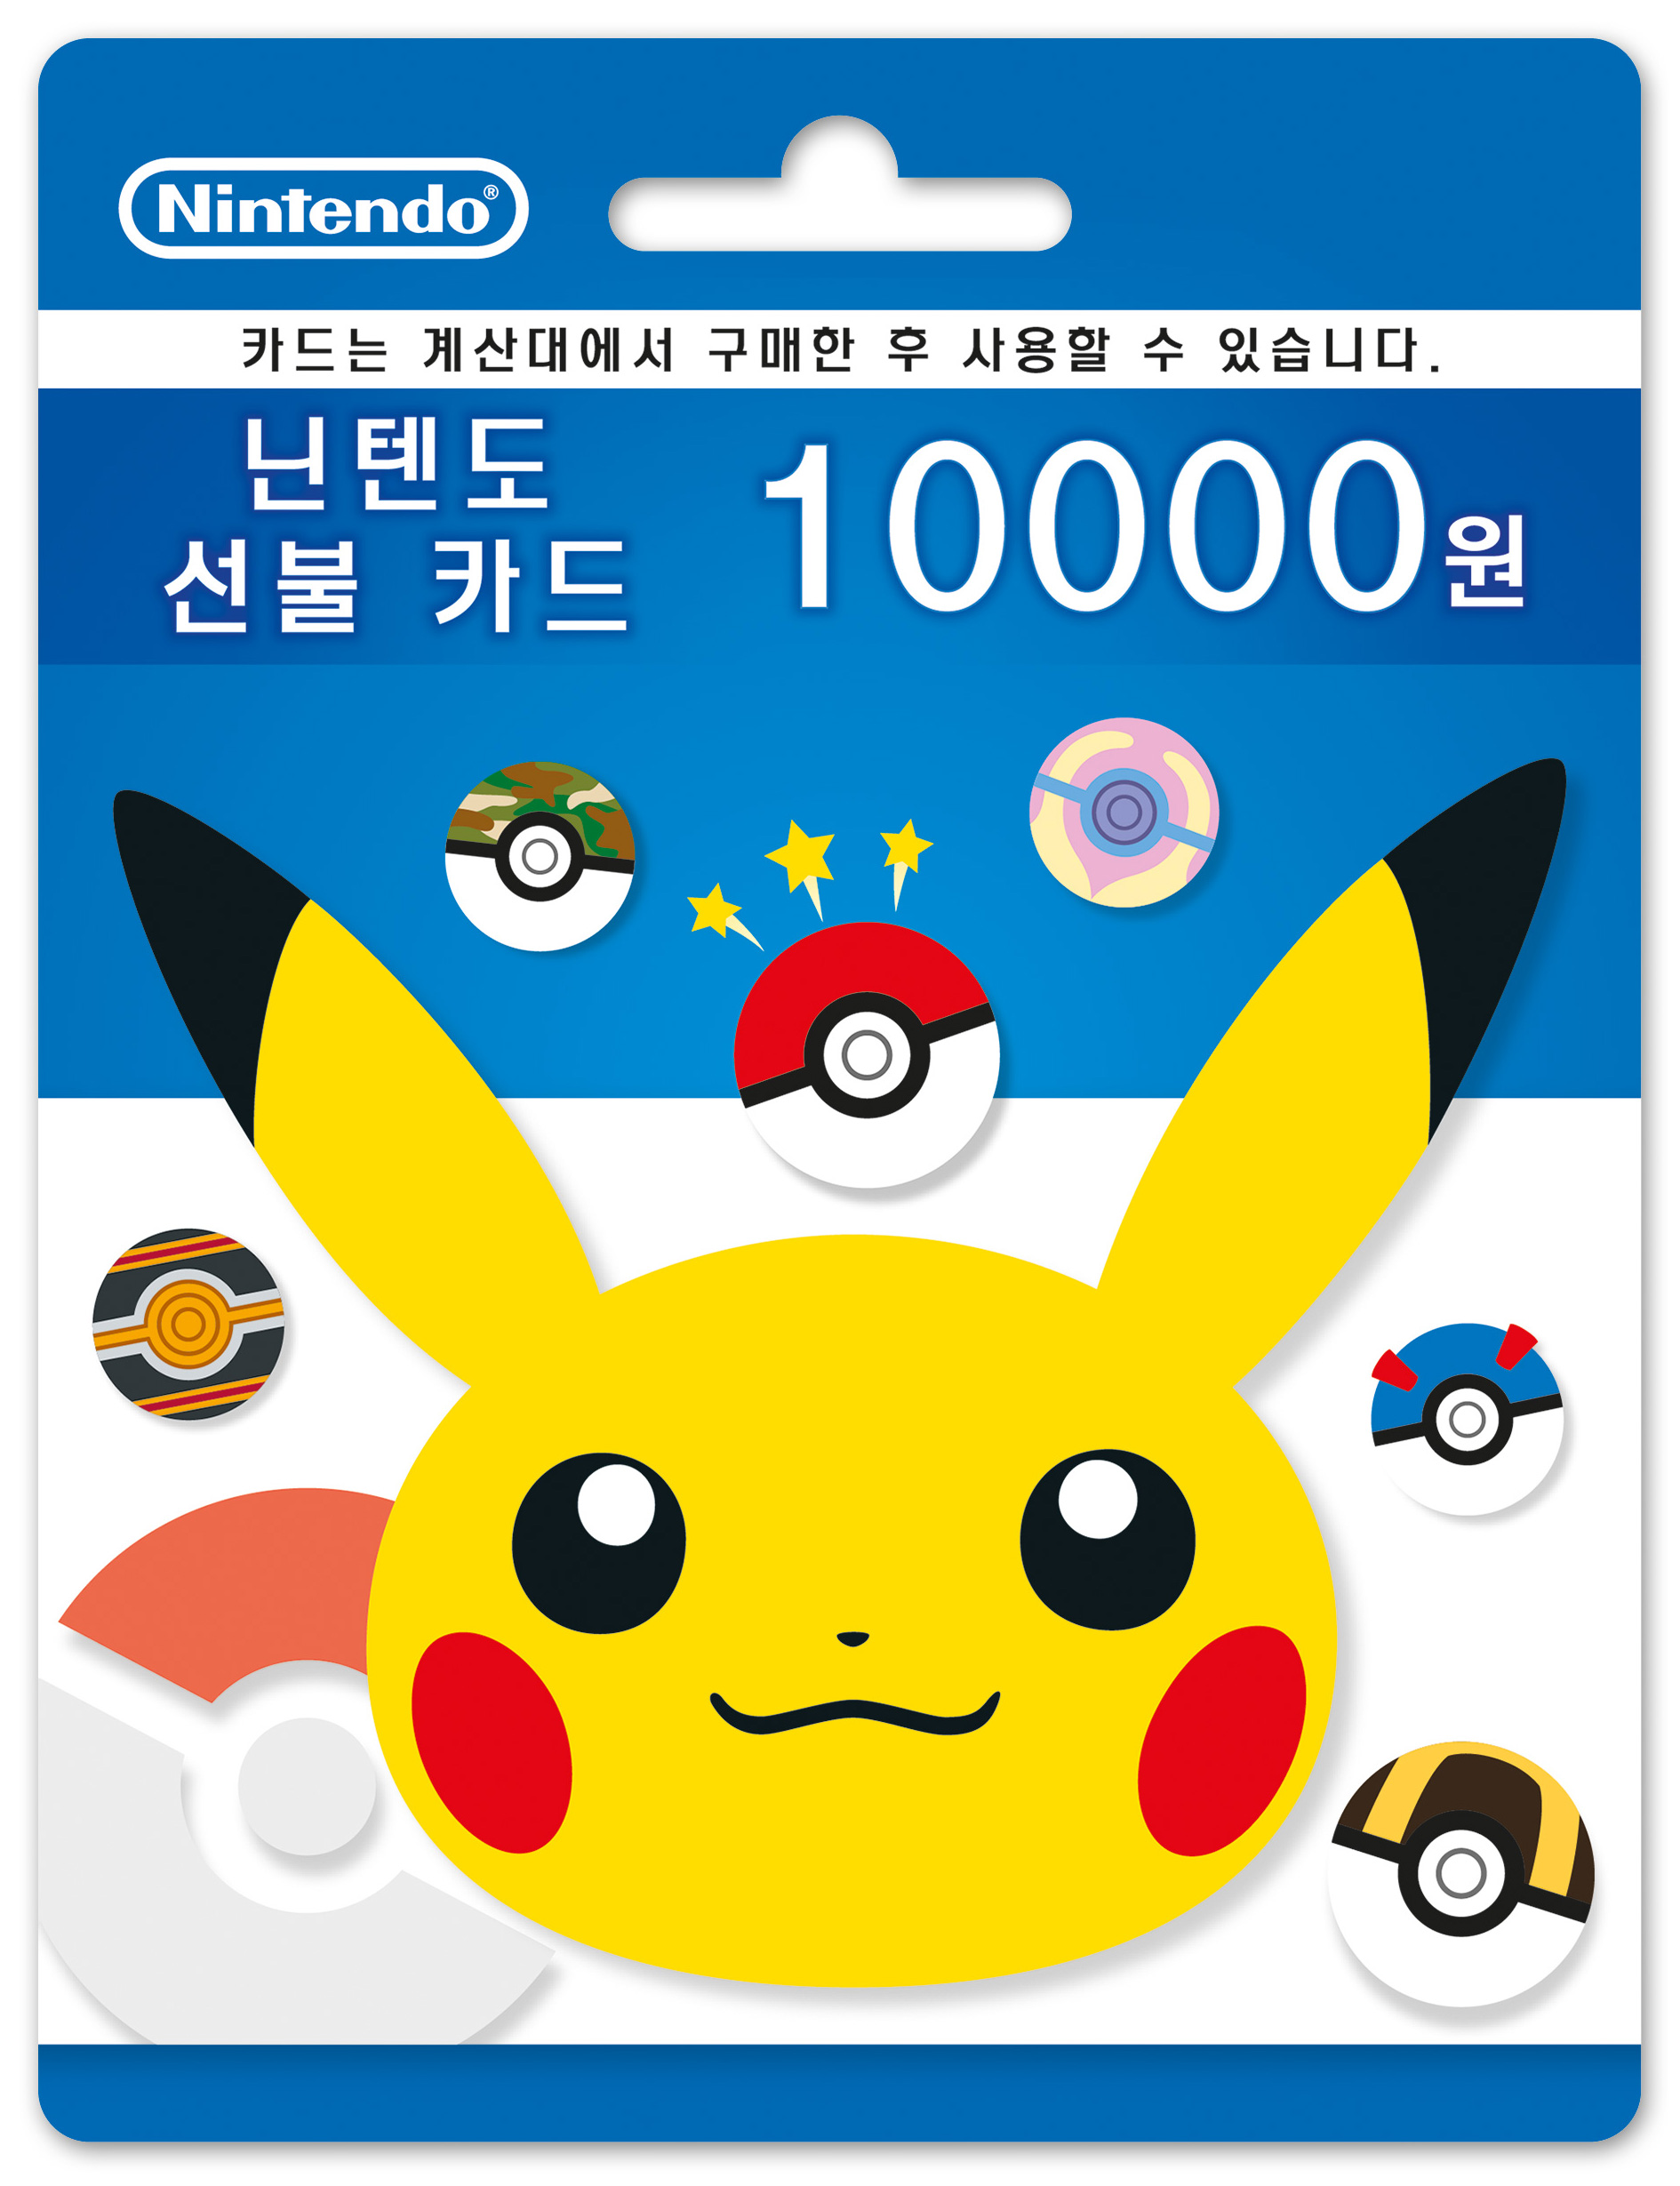 Nintendo®
카드는 계산대에서 구매한 후 사용할 수 있습니다.
닌텐도
선불 카드
10000원